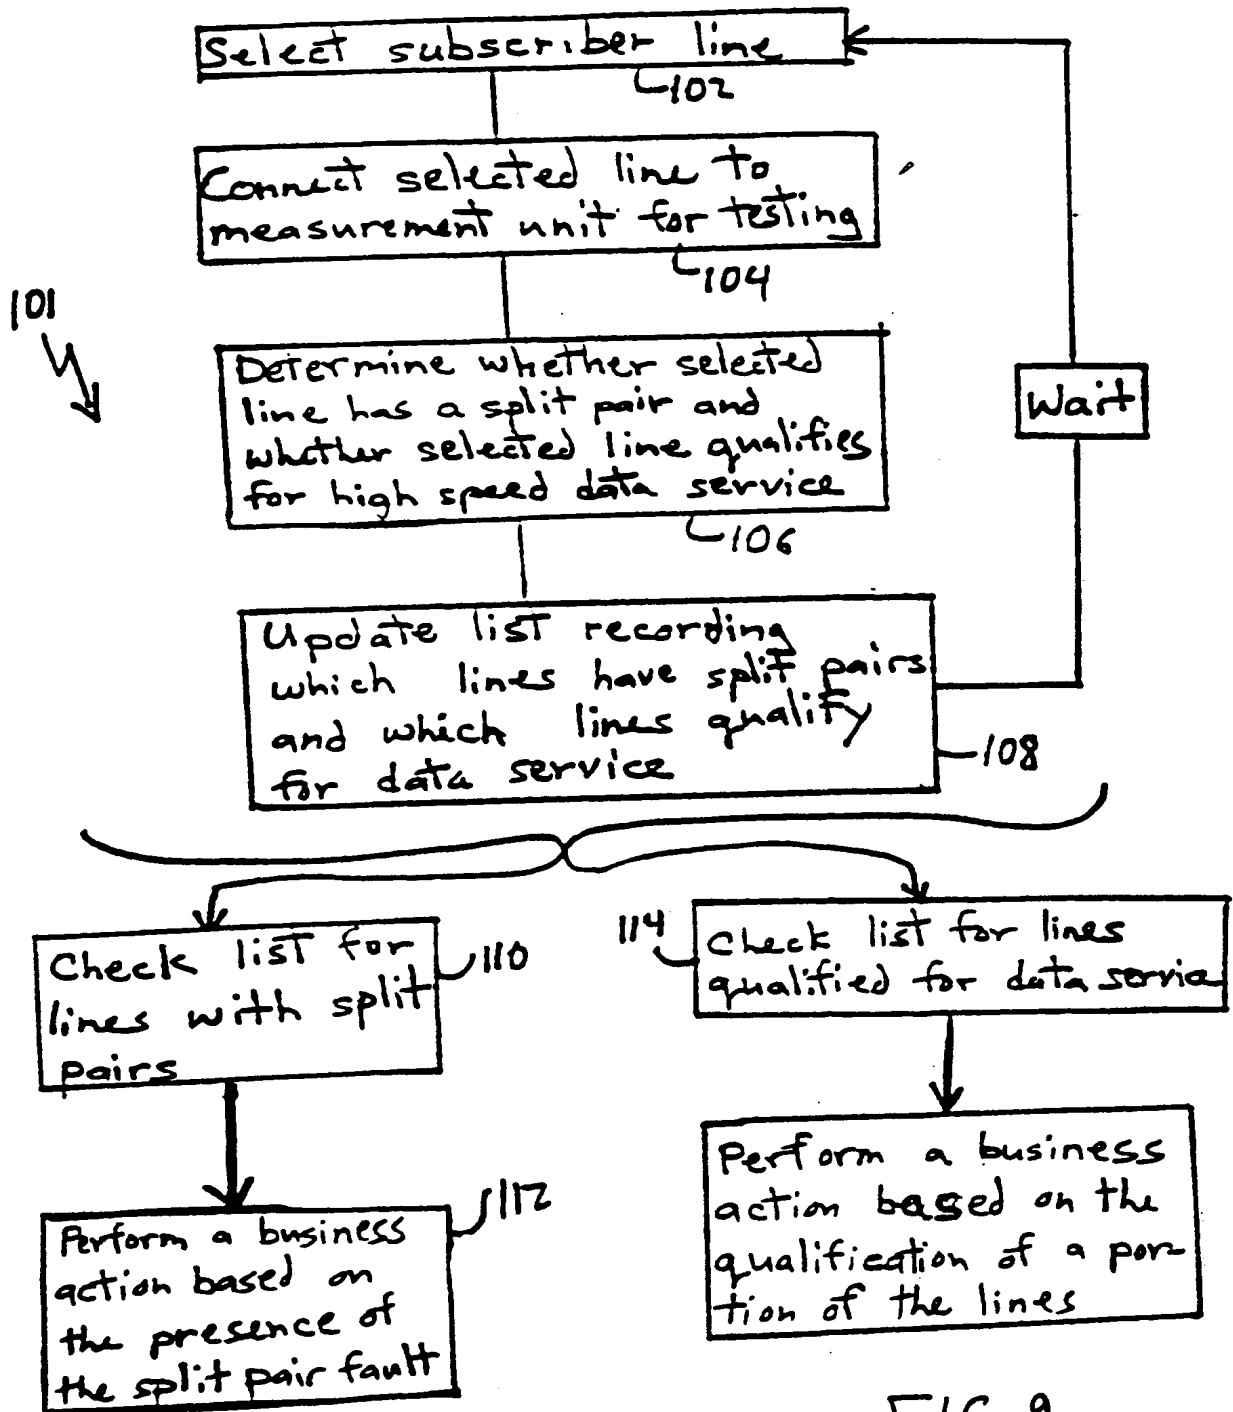 Select subscriber line
102
Connect selected line to
measurement unit for testing
104
101
Determine whether selected
line has a split pair and
whether selected line qualifies
for high speed data service
106
Wait
Update list recording
which lines have split pairs
and which lines qualify
for data service
108
Check list for
lines with split
pairs
110
114
Check list for lines
qualified for data service
Perform a business
action based on
the presence of
the split pair fault
112
Perform a business
action based on the
qualification of a por-
tion of the lines
FIG. 9